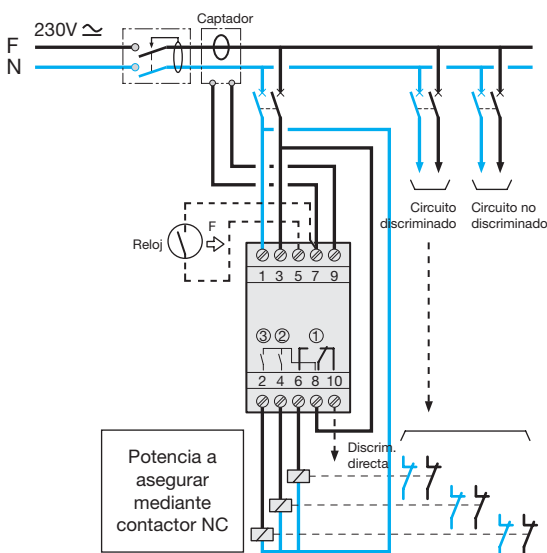 Captador
230V ≃
F
N
Circuito
discriminado
Circuito no
discriminado
F
Reloj
1 3 5 7 9
③ ② ①
2 4 6 8 10
Discrim.
directa
Potencia a
asegurar
mediante
contactor NC